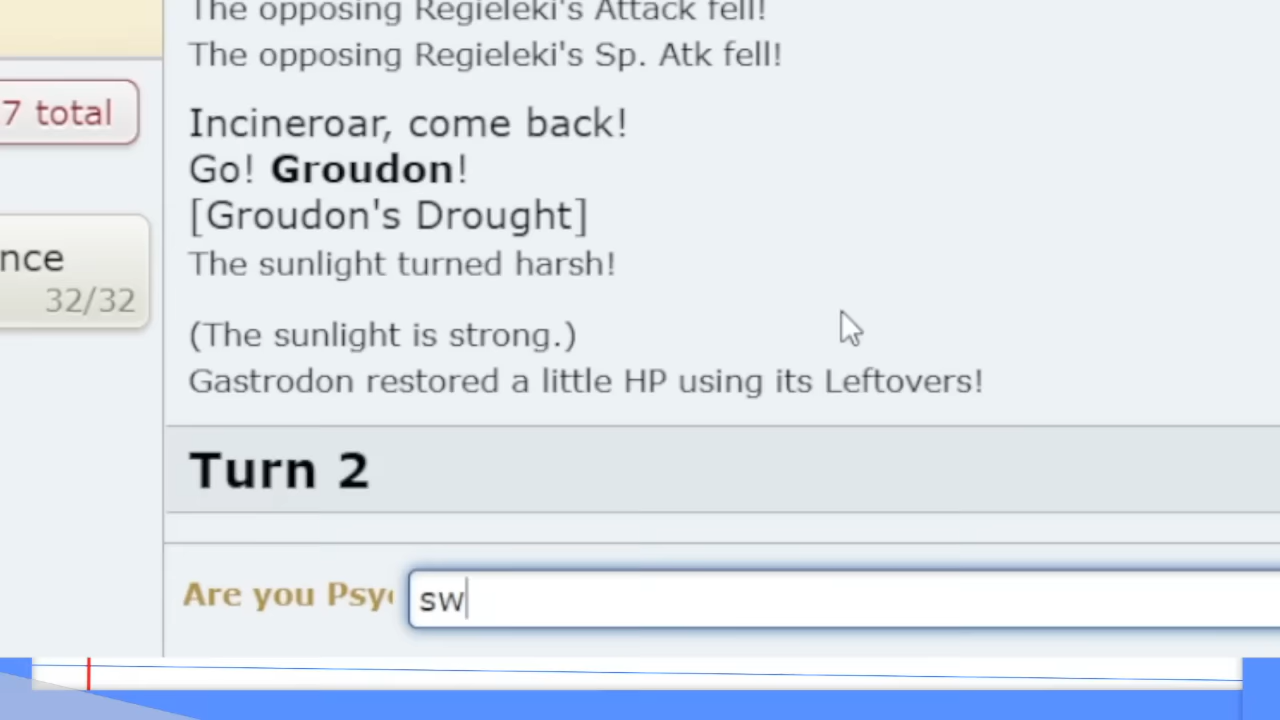 The opposing Regieleki's Attack fell!
The opposing Regieleki's Sp. Atk fell!
7 total
Incineroar, come back!
Go! Groudon!
[Groudon's Drought]
The sunlight turned harsh!
nce
32/32
(The sunlight is strong.)
Gastrodon restored a little HP using its Leftovers!
Turn 2
Are you Psy
sw